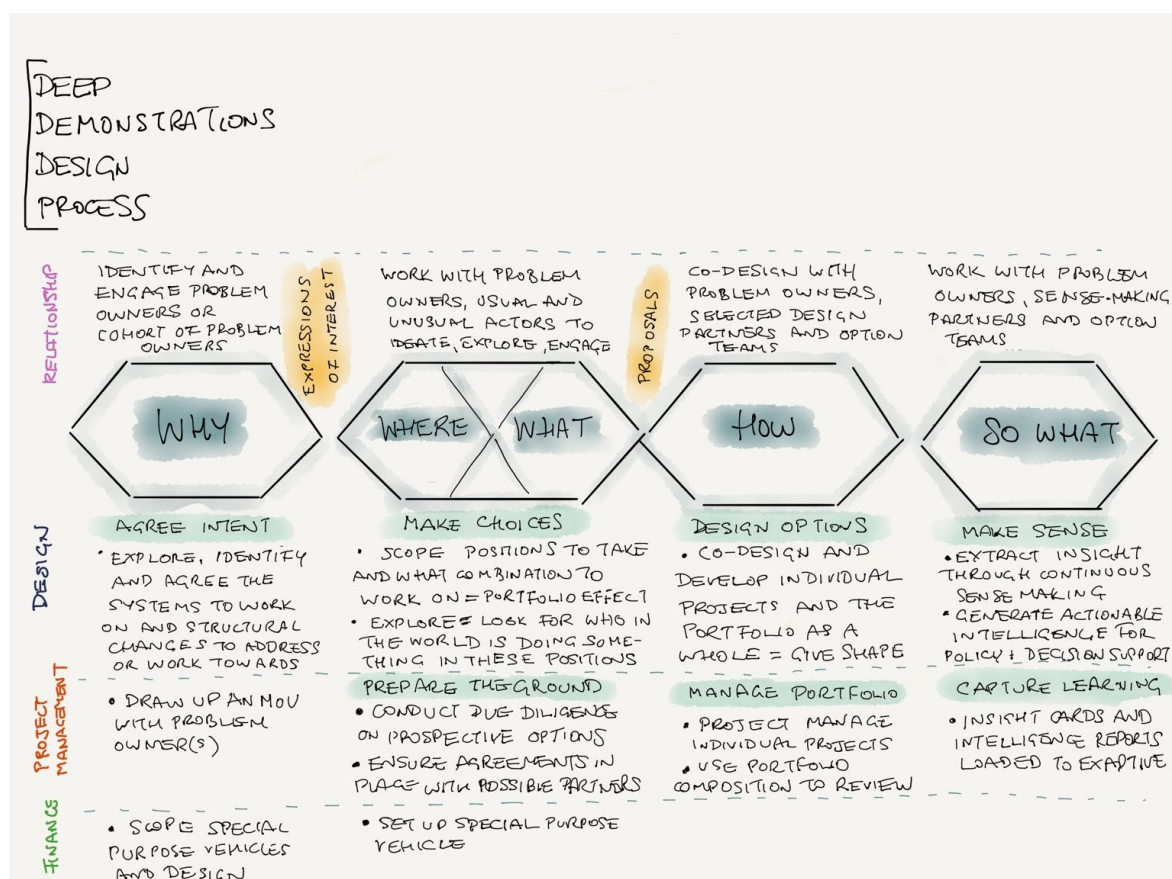 DEEP
DEMONSTRATIONS
DESIGN
PROCESS
RELATIONSHIP
IDENTIFY AND
ENGAGE PROBLEM
OWNERS OR
COHORT OF PROBLEM
OWNERS
EXPRESSIONS
OF INTEREST
WORK WITH PROBLEM
OWNERS, USUAL AND
UNUSUAL ACTORS TO
IDEATE, EXPLORE, ENGAGE
PROPOSALS
CO-DESIGN WITH
PROBLEM OWNERS,
SELECTED DESIGN
PARTNERS AND OPTION
TEAMS
WORK WITH PROBLEM
OWNERS, SENSE-MAKING
PARTNERS AND OPTION
TEAMS
WHY
WHERE
WHAT
HOW
SO WHAT
DESIGN
AGREE INTENT
• EXPLORE, IDENTIFY
AND AGREE THE
SYSTEMS TO WORK
ON AND STRUCTURAL
CHANGES TO ADDRESS
OR WORK TOWARDS
MAKE CHOICES
• SCOPE POSITIONS TO TAKE
AND WHAT COMBINATION TO
WORK ON = PORTFOLIO EFFECT
• EXPLORE = LOOK FOR WHO IN
THE WORLD IS DOING SOME-
THING IN THESE POSITIONS
DESIGN OPTIONS
• CO-DESIGN AND
DEVELOP INDIVIDUAL
PROJECTS AND THE
PORTFOLIO AS A
WHOLE = GIVE SHAPE
MAKE SENSE
• EXTRACT INSIGHT
THROUGH CONTINUOUS
SENSE MAKING
• GENERATE ACTIONABLE
INTELLIGENCE FOR
POLICY + DECISION SUPPORT
PROJECT
MANAGEMENT
• DRAW UP AN MOU
WITH PROBLEM
OWNER(S)
PREPARE THE GROUND
• CONDUCT DUE DILIGENCE
ON PROSPECTIVE OPTIONS
• ENSURE AGREEMENTS IN
PLACE WITH POSSIBLE PARTNERS
MANAGE PORTFOLIO
• PROJECT MANAGE
INDIVIDUAL PROJECTS
• USE PORTFOLIO
COMPOSITION TO REVIEW
CAPTURE LEARNING
• INSIGHT CARDS AND
INTELLIGENCE REPORTS
LOADED TO EXAPTIVE
FINANCE
• SCOPE SPECIAL
PURPOSE VEHICLES
AND DESIGN
• SET UP SPECIAL PURPOSE
VEHICLE